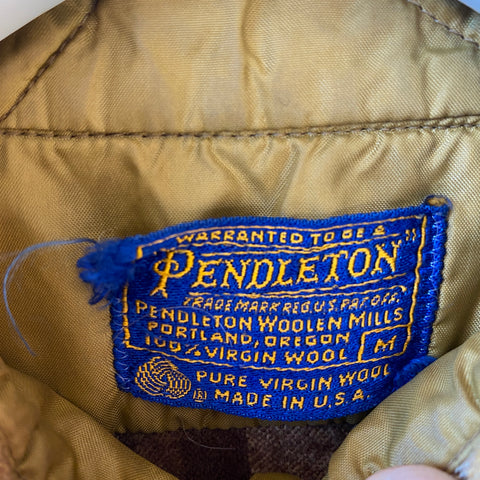 WARRANTED TO BE A
PENDLETON"
TRADE MARK REG. U.S. PAT. OFF.
PENDLETON WOOLEN MILLS
PORTLAND, OREGON
100% VIRGIN WOOL M
PURE VIRGIN WOOL
® MADE IN U.S.A.